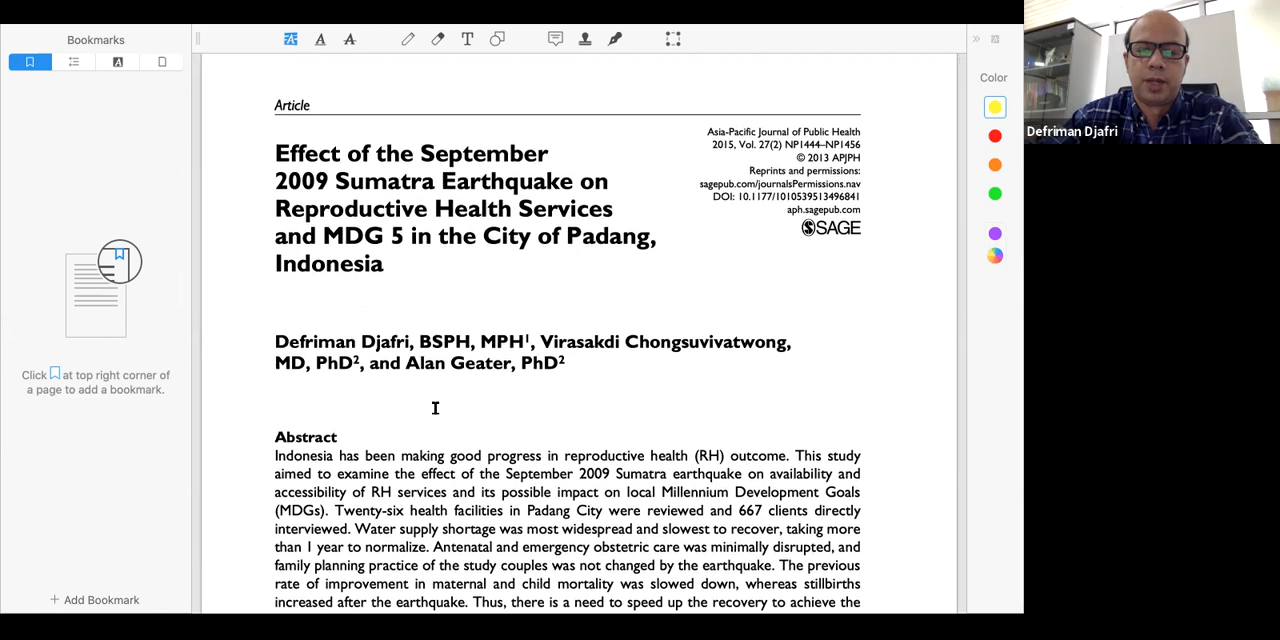 Bookmarks
Click at top right corner of
a page to add a bookmark.
+ Add Bookmark
Article
Asia-Pacific Journal of Public Health
2015, Vol. 27(2) NP1444–NP1456
© 2013 APJPH
Reprints and permissions:
sagepub.com/journalsPermissions.nav
DOI: 10.1177/1010539513496841
aph.sagepub.com
SAGE
Effect of the September
2009 Sumatra Earthquake on
Reproductive Health Services
and MDG 5 in the City of Padang,
Indonesia
Defriman Djafri, BSPH, MPH¹, Virasakdi Chongsuvivatwong,
MD, PhD², and Alan Geater, PhD²
Abstract
Indonesia has been making good progress in reproductive health (RH) outcome. This study
aimed to examine the effect of the September 2009 Sumatra earthquake on availability and
accessibility of RH services and its possible impact on local Millennium Development Goals
(MDGs). Twenty-six health facilities in Padang City were reviewed and 667 clients directly
interviewed. Water supply shortage was most widespread and slowest to recover, taking more
than 1 year to normalize. Antenatal and emergency obstetric care was minimally disrupted, and
family planning practice of the study couples was not changed by the earthquake. The previous
rate of improvement in maternal and child mortality was slowed down, whereas stillbirths
increased after the earthquake. Thus, there is a need to speed up the recovery to achieve the
Color
Defriman Djafri